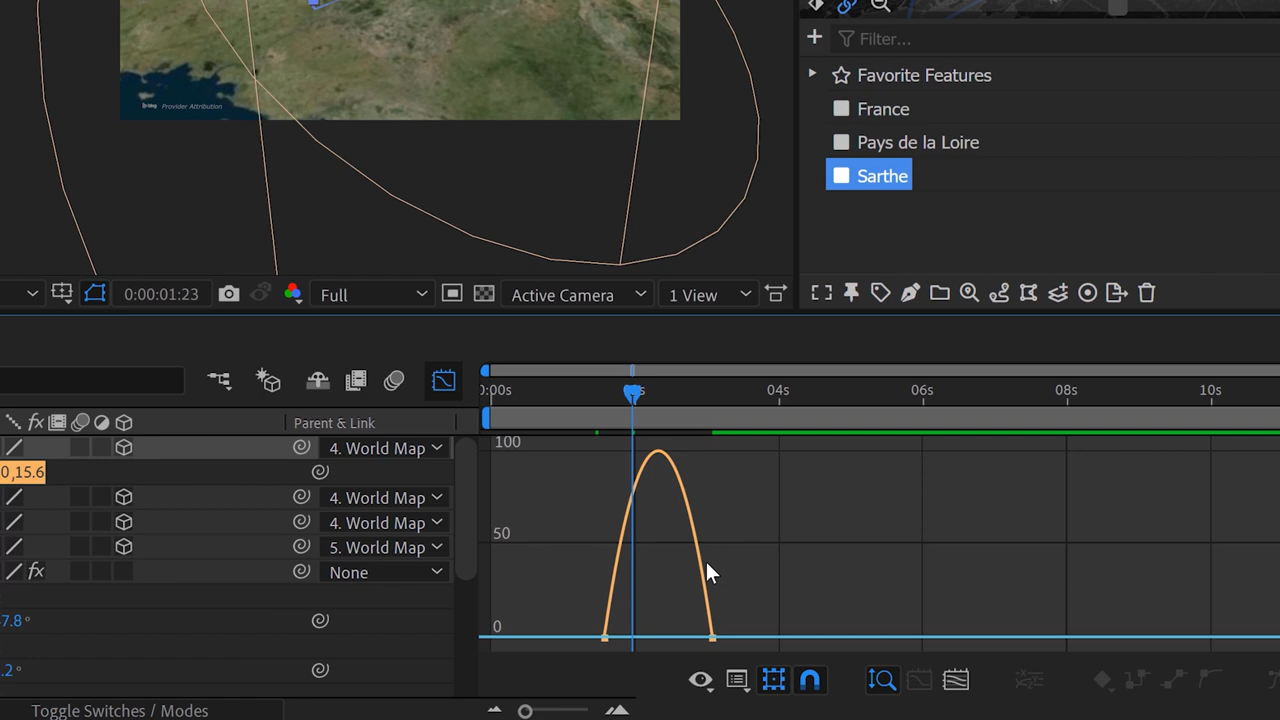 Filter...
Favorite Features
France
Provider Attribution
Pays de la Loire
Sarthe
0:00:01:23
Full
Active Camera
1 View
0:00s
04s
06s
08s
10s
fx
Parent & Link
100
4. World Map
0,15.6
4. World Map
4. World Map
50
5. World Map
fx
None
7.8°
0
.2°
Toggle Switches / Modes